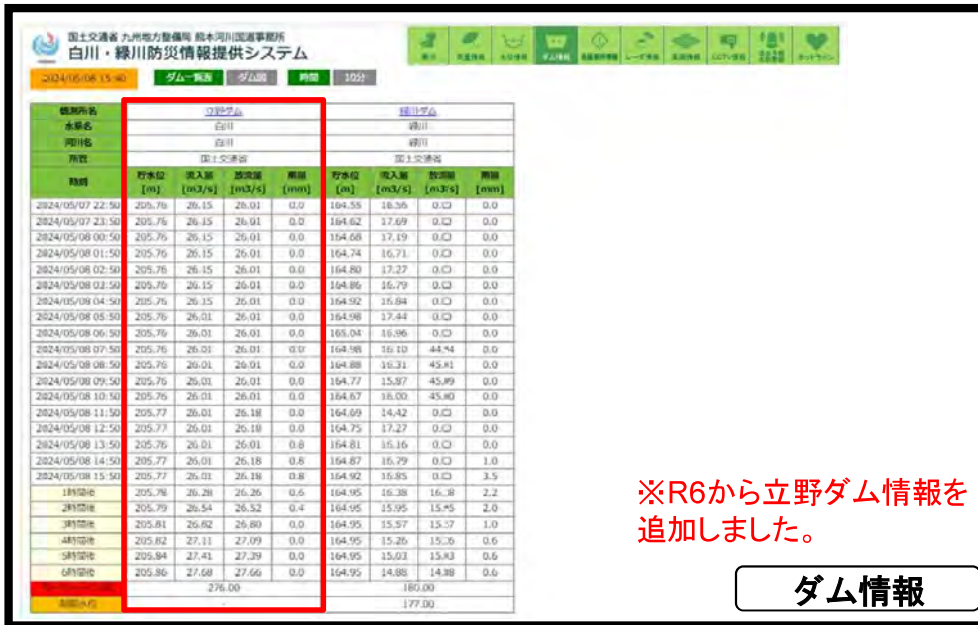 国土交通省 九州地方整備局 熊本河川国道事務所
白川・緑川防災情報提供システム
ダム情報
2024/05/08 15:40 ダム一覧表 ダム図 時間 10分
観測所名 立野ダム 緑川ダム
水系名 白川 緑川
河川名 白川 緑川
所管 国土交通省 国土交通省
時刻 貯水位 [m] 流入量 [m3/s] 放流量 [m3/s] 雨量 [mm] 貯水位 [m] 流入量 [m3/s] 放流量 [m3/s] 雨量 [mm]
2024/05/07 22:50 205.76 26.15 26.01 0.0 164.55 16.56 0.0
2024/05/07 23:50 205.76 26.15 26.01 0.0 164.62 17.69 0.0
2024/05/08 00:50 205.76 26.15 26.01 0.0 164.68 17.19 0.0
2024/05/08 01:50 205.76 26.15 26.01 0.0 164.74 16.71 0.0
2024/05/08 02:50 205.76 26.15 26.01 0.0 164.80 17.27 0.0
2024/05/08 03:50 205.76 26.15 26.01 0.0 164.86 16.79 0.0
2024/05/08 04:50 205.76 26.15 26.01 0.0 164.92 16.84 0.0
2024/05/08 05:50 205.76 26.01 26.01 0.0 164.98 17.44 0.0
2024/05/08 06:50 205.76 26.01 26.01 0.0 165.04 16.96 0.0
2024/05/08 07:50 205.76 26.01 26.01 0.0 164.98 16.10 0.0
2024/05/08 08:50 205.76 26.01 26.01 0.0 164.88 16.31 0.0
2024/05/08 09:50 205.76 26.01 26.01 0.0 164.77 15.87 0.0
2024/05/08 10:50 205.76 26.01 26.01 0.0 164.67 16.00 0.0
2024/05/08 11:50 205.77 26.01 26.18 0.0 164.69 14.42 0.0
2024/05/08 12:50 205.77 26.01 26.18 0.0 164.75 17.27 0.0
2024/05/08 13:50 205.76 26.01 26.01 0.8 164.81 16.16 0.0
2024/05/08 14:50 205.77 26.01 26.18 0.8 164.87 16.79 1.0
2024/05/08 15:50 205.77 26.01 26.18 0.8 164.92 16.85 3.5
1時間後 205.78 26.28 26.26 0.6 164.95 16.38 2.2
2時間後 205.79 26.54 26.52 0.4 164.95 15.95 2.0
3時間後 205.81 26.82 26.80 0.0 164.95 15.57 1.0
4時間後 205.82 27.11 27.09 0.0 164.95 15.26 0.6
5時間後 205.84 27.41 27.39 0.0 164.95 15.03 0.6
6時間後 205.86 27.68 27.66 0.0 164.95 14.88 0.6
276.00 180.00
制限水位 - 177.00
※R6から立野ダム情報を
追加しました。
ダム情報